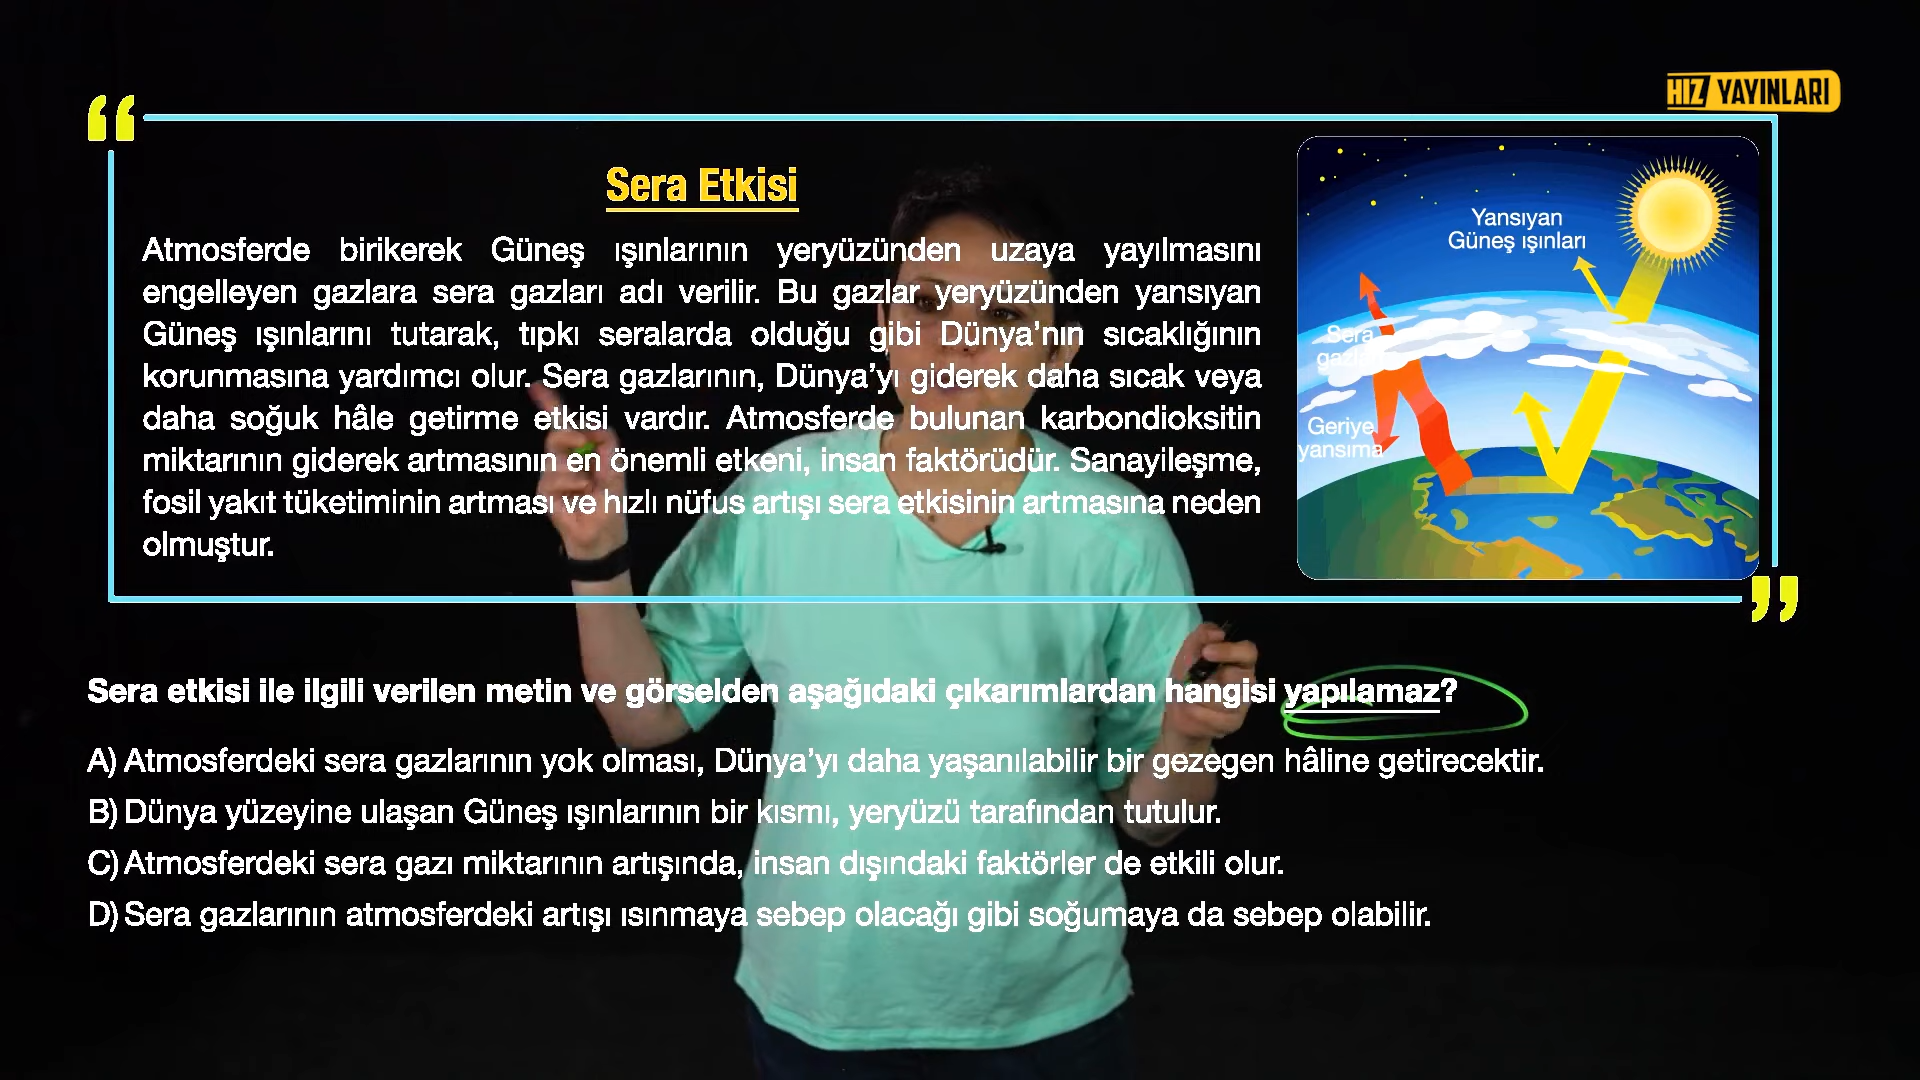 HIZ YAYINLARI
Sera Etkisi
Atmosferde birikerek Güneş ışınlarının yeryüzünden uzaya yayılmasını
engelleyen gazlara sera gazları adı verilir. Bu gazlar yeryüzünden yansıyan
Güneş ışınlarını tutarak, tıpkı seralarda olduğu gibi Dünya'nın sıcaklığının
korunmasına yardımcı olur. Sera gazlarının, Dünya'yı giderek daha sıcak veya
daha soğuk hâle getirme etkisi vardır. Atmosferde bulunan karbondioksitin
miktarının giderek artmasının en önemli etkeni, insan faktörüdür. Sanayileşme,
fosil yakıt tüketiminin artması ve hızlı nüfus artışı sera etkisinin artmasına neden
olmuştur.
Yansıyan
Güneş ışınları
Sera
gazları
Geriye
yansıma
Sera etkisi ile ilgili verilen metin ve görselden aşağıdaki çıkarımlardan hangisi yapılamaz?
A) Atmosferdeki sera gazlarının yok olması, Dünya'yı daha yaşanılabilir bir gezegen hâline getirecektir.
B) Dünya yüzeyine ulaşan Güneş ışınlarının bir kısmı, yeryüzü tarafından tutulur.
C) Atmosferdeki sera gazı miktarının artışında, insan dışındaki faktörler de etkili olur.
D) Sera gazlarının atmosferdeki artışı ısınmaya sebep olacağı gibi soğumaya da sebep olabilir.